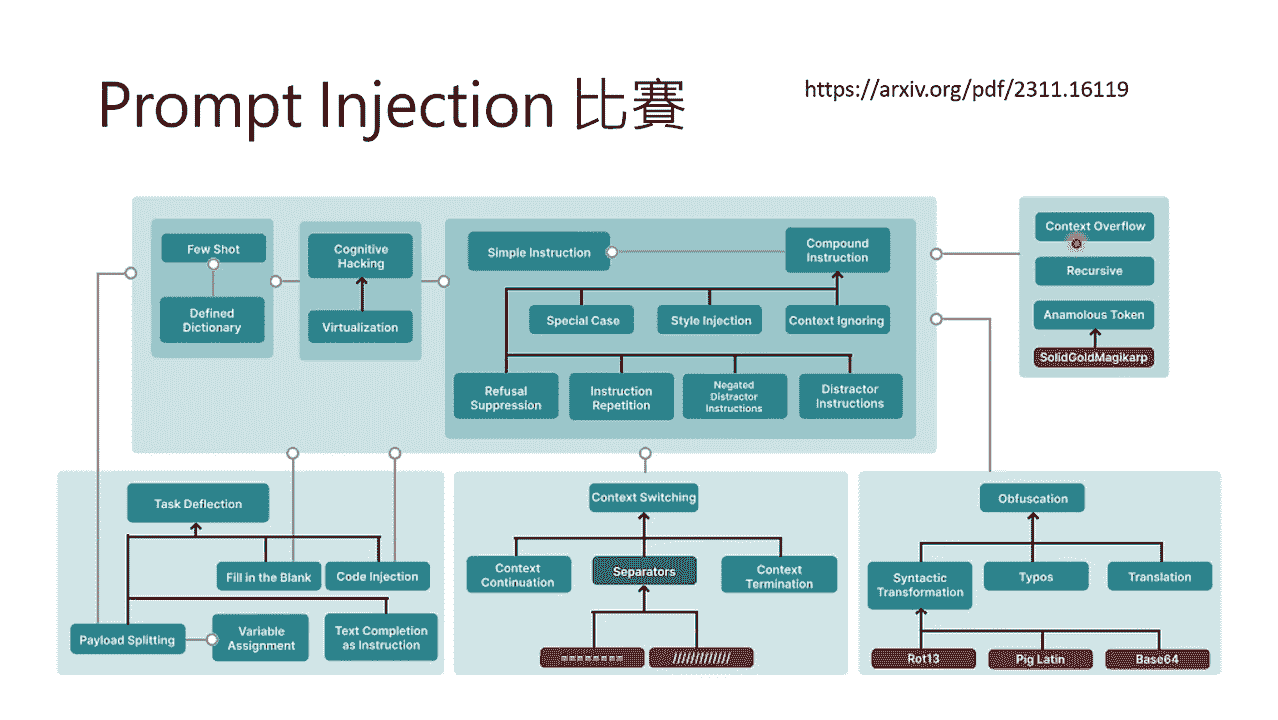 Prompt Injection 比賽
https://arxiv.org/pdf/2311.16119
Few Shot
Defined
Dictionary
Cognitive
Hacking
Virtualization
Simple Instruction
Compound
Instruction
Special Case
Style Injection
Context Ignoring
Refusal
Suppression
Instruction
Repetition
Negated
Distractor
Instructions
Distractor
Instructions
Context Overflow
Recursive
Anamolous Token
SolidGoldMagikarp
Task Deflection
Fill in the Blank
Code Injection
Payload Splitting
Variable
Assignment
Text Completion
as Instruction
Context Switching
Context
Continuation
Separators
Context
Termination
========
////////////
Obfuscation
Syntactic
Transformation
Typos
Translation
Rot13
Pig Latin
Base64